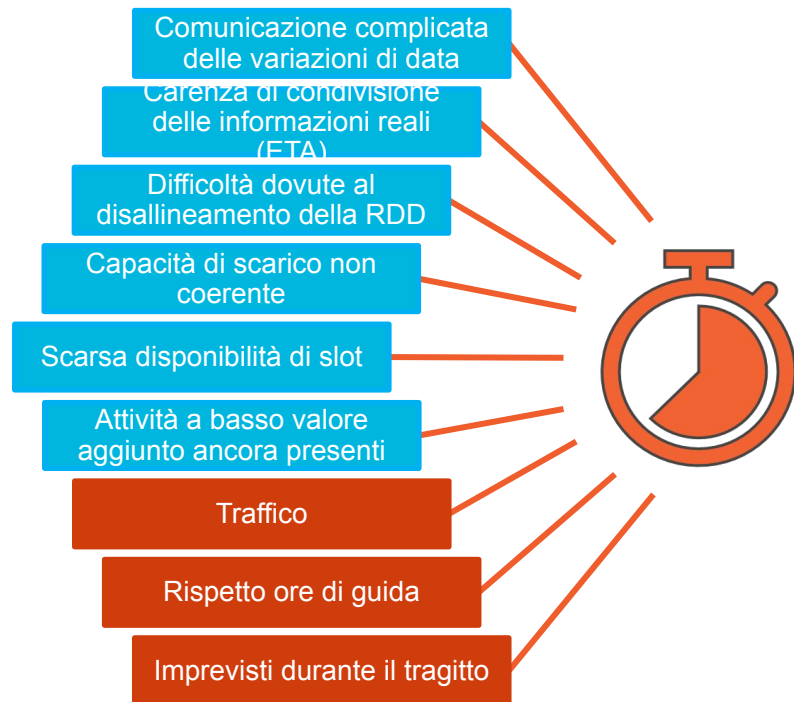 Comunicazione complicata
delle variazioni di data
Carenza di condivisione
delle informazioni reali
(ETA)
Difficoltà dovute al
disallineamento della RDD
Capacità di scarico non
coerente
Scarsa disponibilità di slot
Attività a basso valore
aggiunto ancora presenti
Traffico
Rispetto ore di guida
Imprevisti durante il tragitto